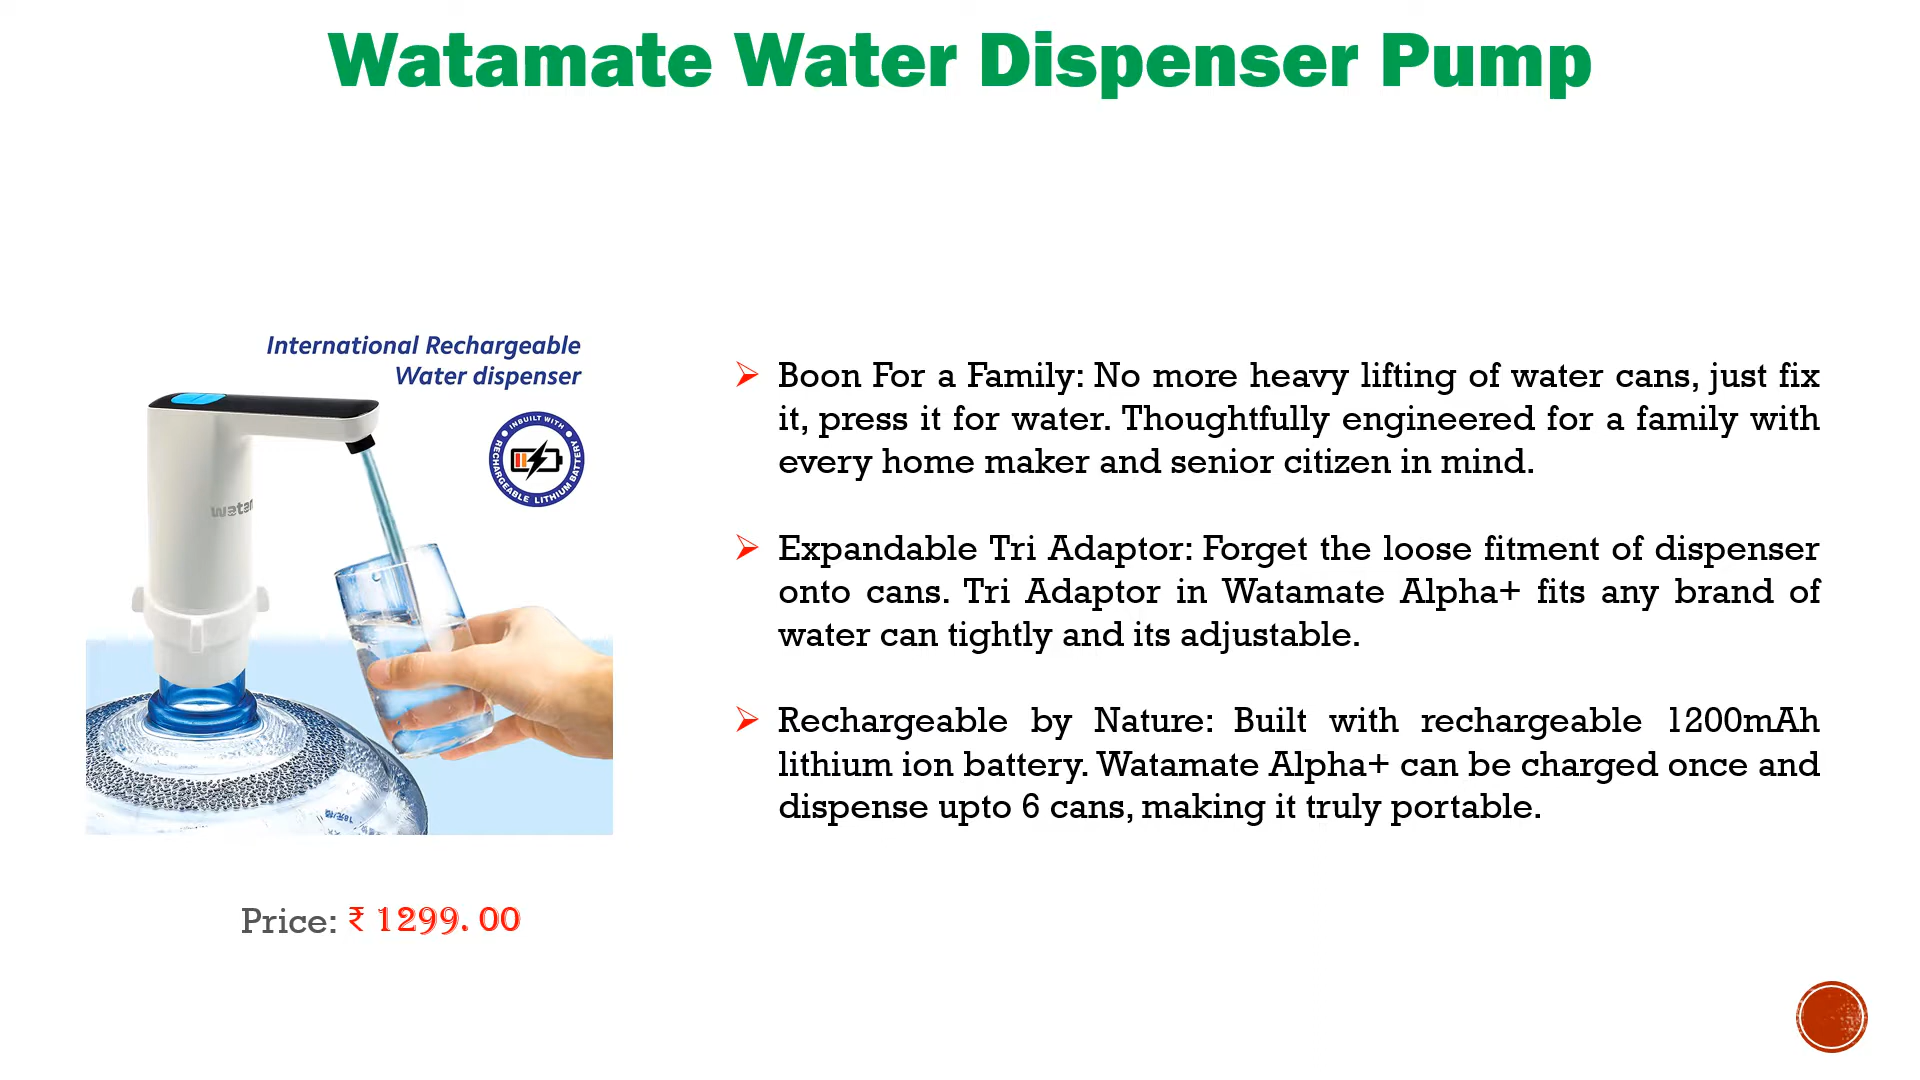 Watamate Water Dispenser Pump
International Rechargeable
Water dispenser
INBUILT WITH
RECHARGEABLE LITHIUM BATTERY
Boon For a Family: No more heavy lifting of water cans, just fix
it, press it for water. Thoughtfully engineered for a family with
every home maker and senior citizen in mind.
Expandable Tri Adaptor: Forget the loose fitment of dispenser
onto cans. Tri Adaptor in Watamate Alpha+ fits any brand of
water can tightly and its adjustable.
Rechargeable by Nature: Built with rechargeable 1200mAh
lithium ion battery. Watamate Alpha+ can be charged once and
dispense upto 6 cans, making it truly portable.
Price: ₹ 1299. 00